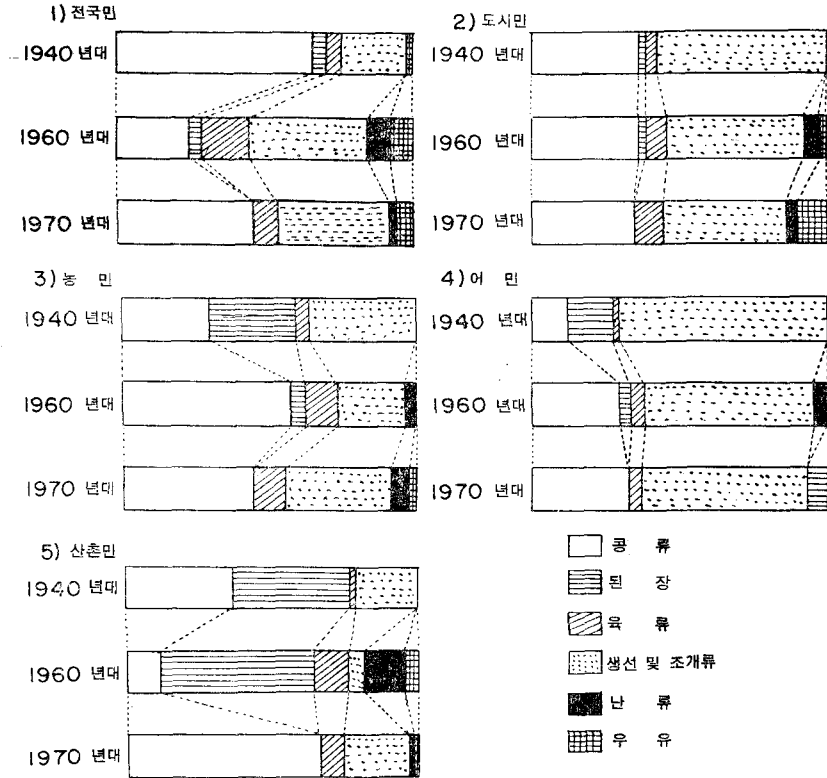 1) 전국민
1940 년대
1960 년대
1970 년대
2) 도시민
1940 년대
1960 년대
1970 년대
3) 농 민
1940 년대
1960 년대
1970 년대
4) 어 민
1940 년대
1960 년대
1970 년대
5) 산촌민
1940 년대
1960 년대
1970 년대
콩 류
된 장
육 류
생선 및 조개류
난 류
우 유